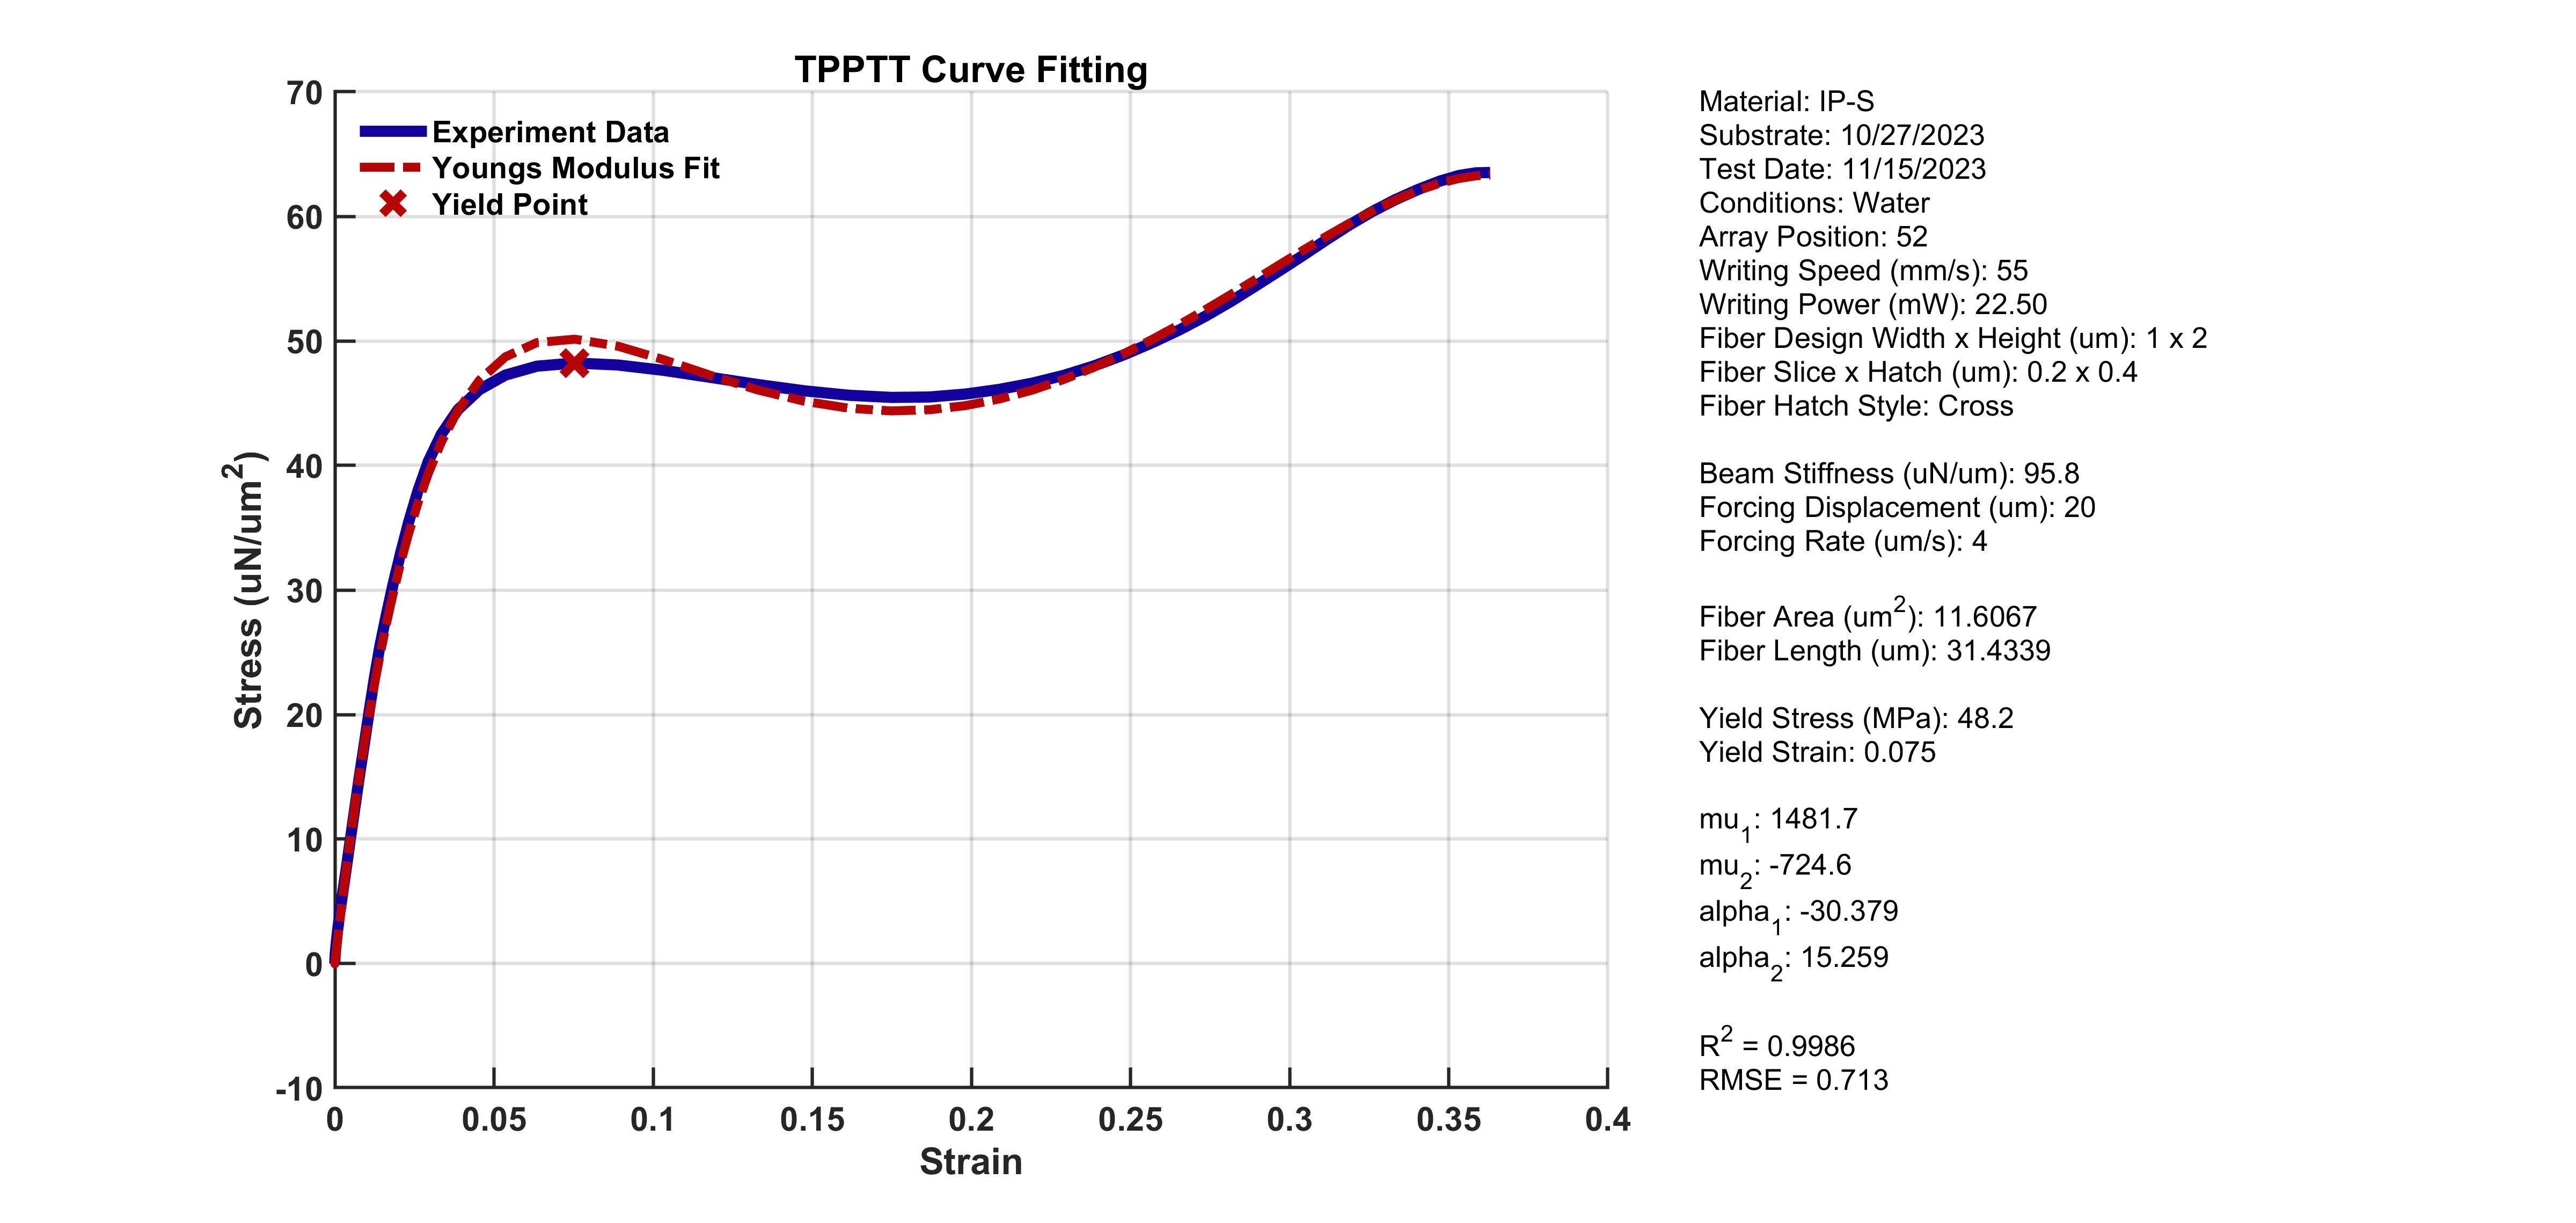 TPPTT Curve Fitting
70
60
50
40
30
20
10
0
-10
Stress (uN/um²)
Experiment Data
Youngs Modulus Fit
Yield Point
0 0.05 0.1 0.15 0.2 0.25 0.3 0.35 0.4
Strain
Material: IP-S
Substrate: 10/27/2023
Test Date: 11/15/2023
Conditions: Water
Array Position: 52
Writing Speed (mm/s): 55
Writing Power (mW): 22.50
Fiber Design Width x Height (um): 1 x 2
Fiber Slice x Hatch (um): 0.2 x 0.4
Fiber Hatch Style: Cross
Beam Stiffness (uN/um): 95.8
Forcing Displacement (um): 20
Forcing Rate (um/s): 4
Fiber Area (um²): 11.6067
Fiber Length (um): 31.4339
Yield Stress (MPa): 48.2
Yield Strain: 0.075
mu₁: 1481.7
mu₂: -724.6
alpha₁: -30.379
alpha₂: 15.259
R² = 0.9986
RMSE = 0.713